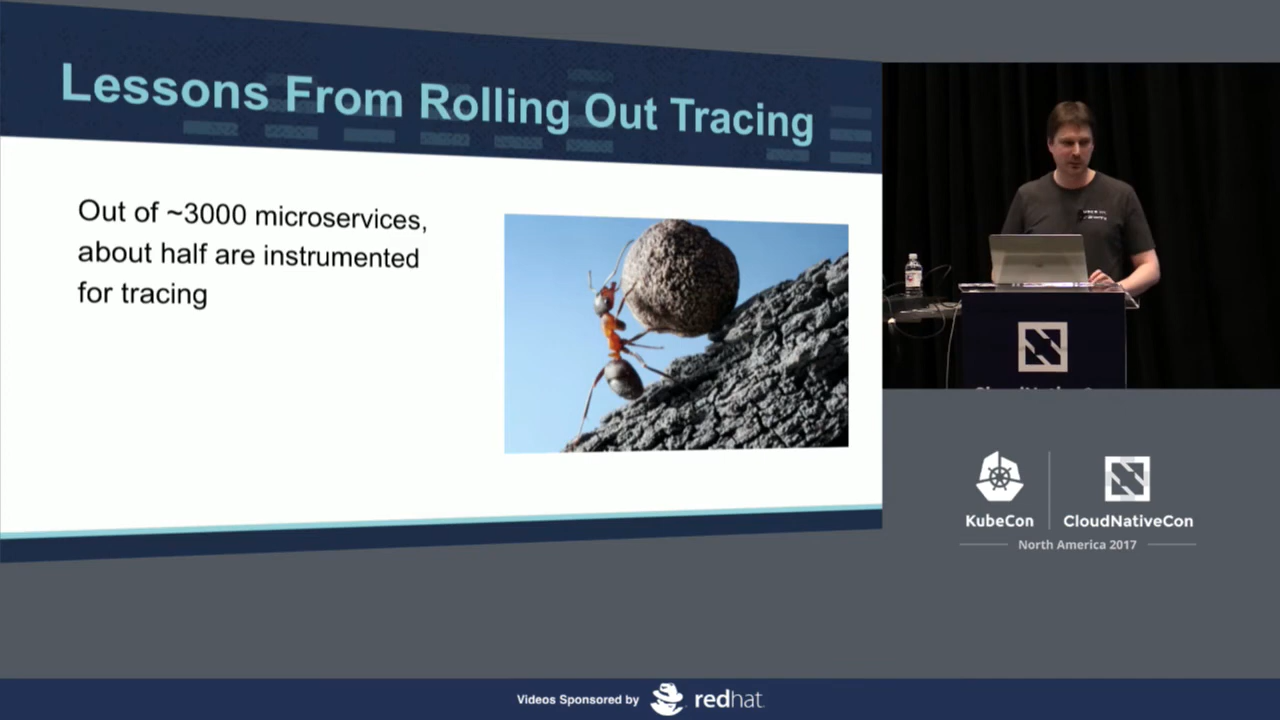 Lessons From Rolling Out Tracing
Out of ~3000 microservices,
about half are instrumented
for tracing
KubeCon
CloudNativeCon
North America 2017
Videos Sponsored by
redhat